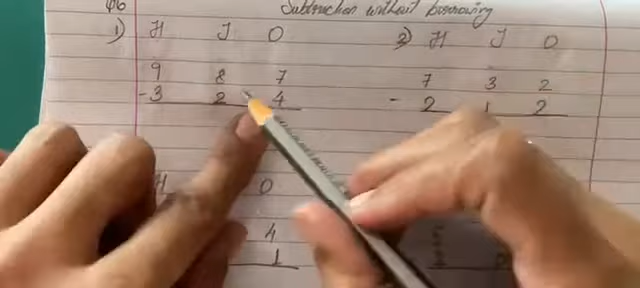 Q6 Subtraction without borrowing
1) H T O 2) H T O
9 8 7 7 3 2
- 3 2 4 - 2 1 2
H O
4
1